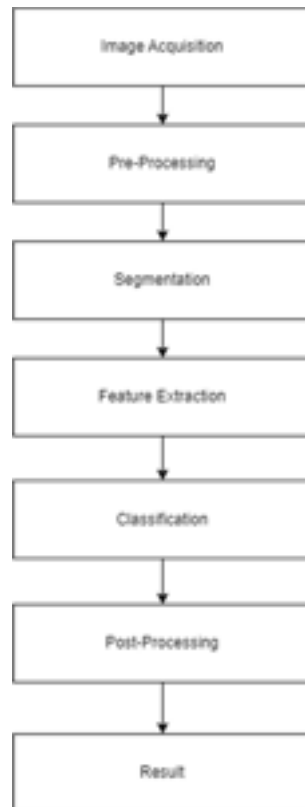 Image Acquisition
Pre-Processing
Segmentation
Feature Extraction
Classification
Post-Processing
Result